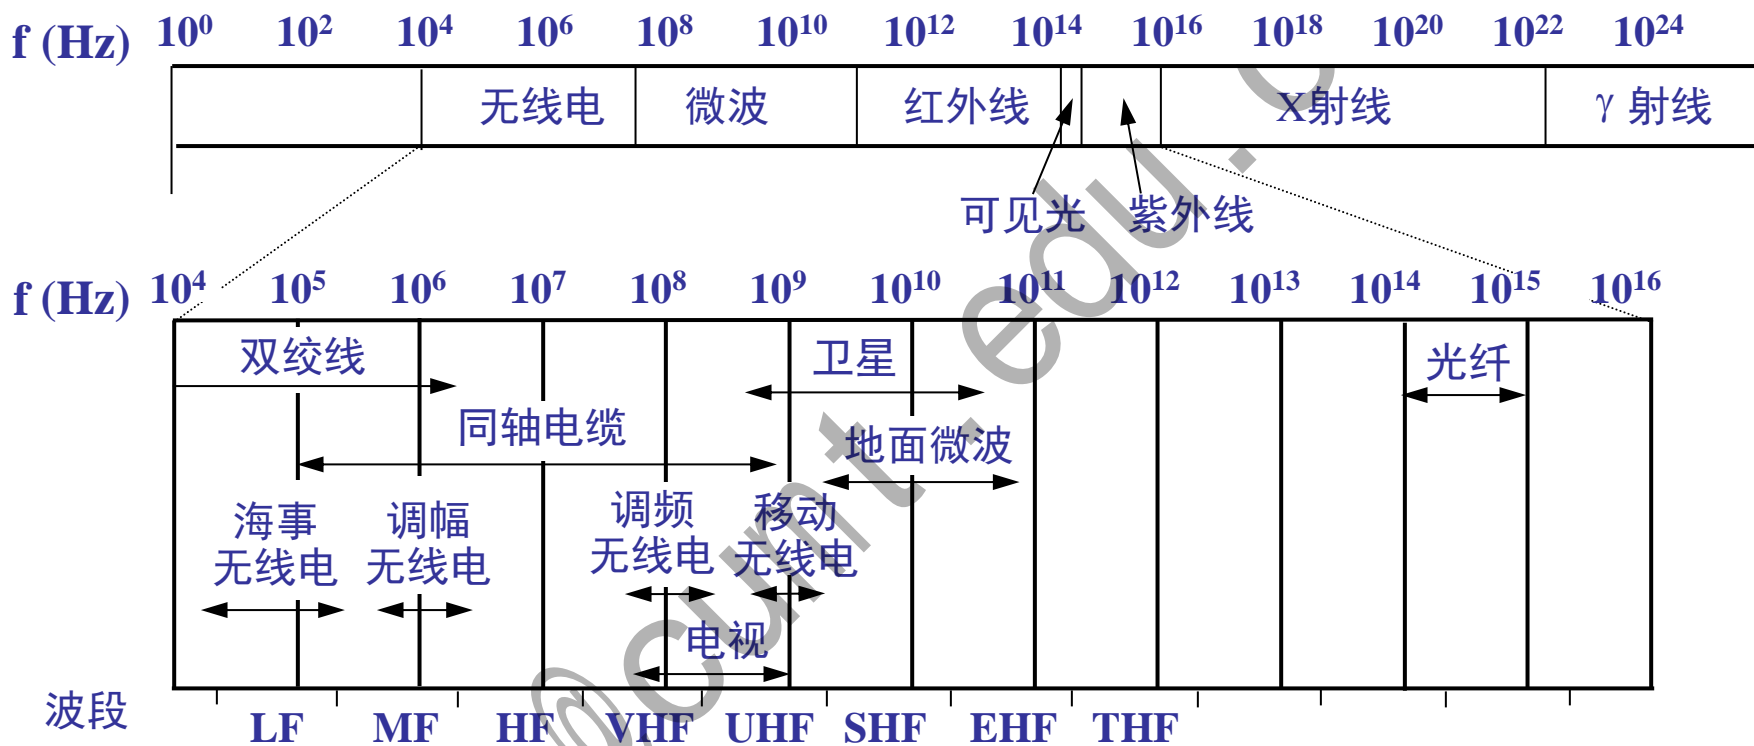 f (Hz) 10⁰ 10² 10⁴ 10⁶ 10⁸ 10¹⁰ 10¹² 10¹⁴ 10¹⁶ 10¹⁸ 10²⁰ 10²² 10²⁴
无线电 微波 红外线 X射线 γ 射线
可见光 紫外线
f (Hz) 10⁴ 10⁵ 10⁶ 10⁷ 10⁸ 10⁹ 10¹⁰ 10¹¹ 10¹² 10¹³ 10¹⁴ 10¹⁵ 10¹⁶
双绞线 卫星 光纤
同轴电缆 地面微波
海事 调幅 调频 移动
无线电 无线电 无线电 无线电
电视
波段 LF MF HF VHF UHF SHF EHF THF
@cumt.edu.c